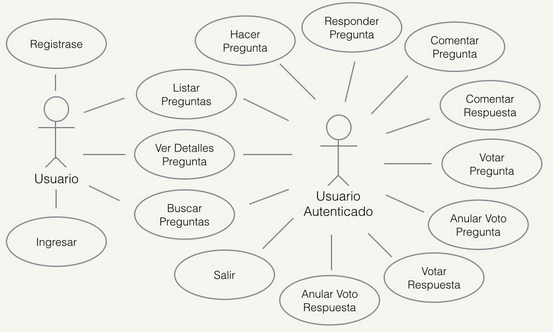 Registrase
Hacer
Pregunta
Responder
Pregunta
Comentar
Pregunta
Listar
Preguntas
Comentar
Respuesta
Ver Detalles
Pregunta
Usuario
Votar
Pregunta
Usuario
Autenticado
Buscar
Preguntas
Anular Voto
Pregunta
Ingresar
Salir
Votar
Respuesta
Anular Voto
Respuesta